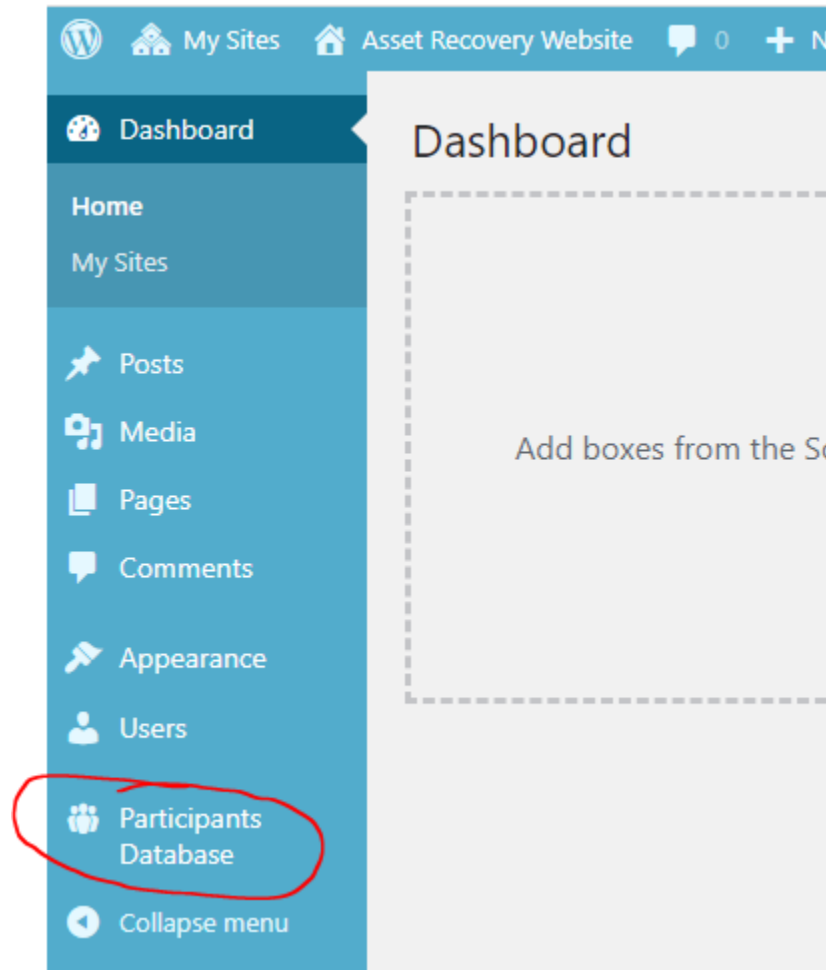 My Sites Asset Recovery Website 0
Dashboard
Dashboard
Home
My Sites
Posts
Media
Pages
Comments
Appearance
Users
Participants
Database
Collapse menu
Add boxes from the